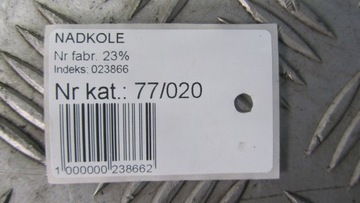 NADKOLE
Nr fabr. 23%
Indeks: 023866
Nr kat.: 77/020
1 000000 238662